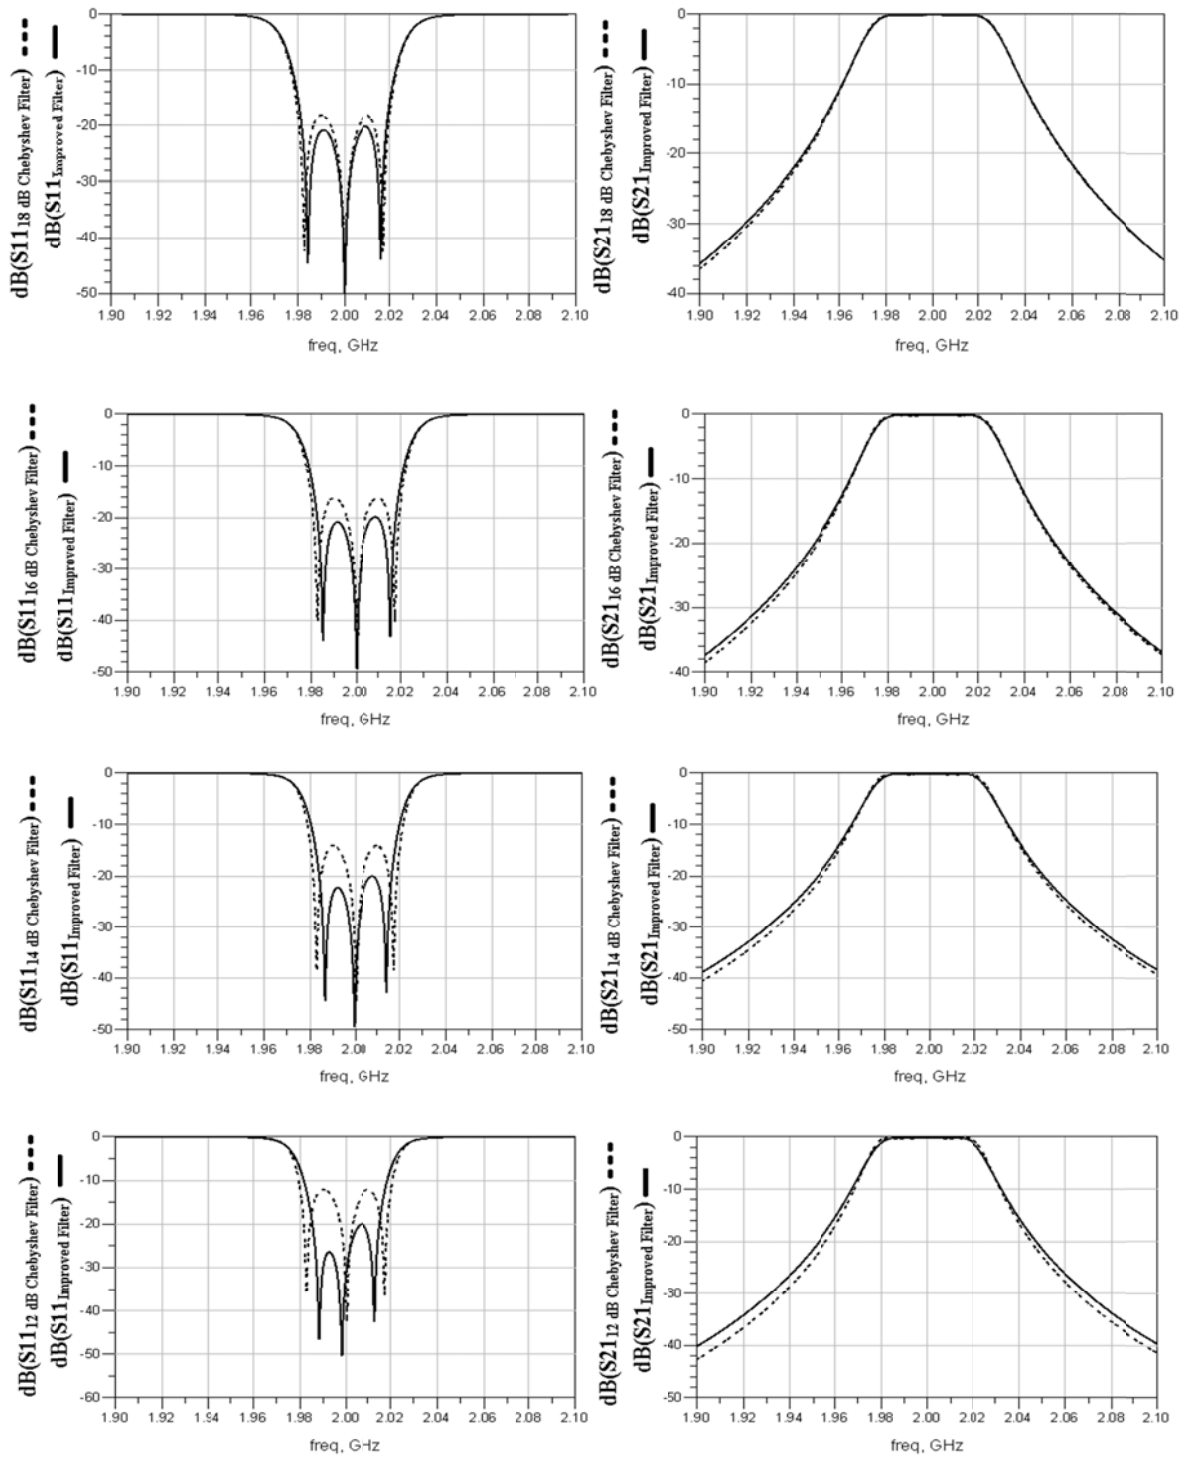 dB(S11 18 dB Chebyshev Filter)
dB(S11 Improved Filter)
0
-10
-20
-30
-40
-50
1.90 1.92 1.94 1.96 1.98 2.00 2.02 2.04 2.06 2.08 2.10
freq, GHz
dB(S21 18 dB Chebyshev Filter)
dB(S21 Improved Filter)
0
-10
-20
-30
-40
1.90 1.92 1.94 1.96 1.98 2.00 2.02 2.04 2.06 2.08 2.10
freq, GHz
dB(S11 16 dB Chebyshev Filter)
dB(S11 Improved Filter)
0
-10
-20
-30
-40
-50
1.90 1.92 1.94 1.96 1.98 2.00 2.02 2.04 2.06 2.08 2.10
freq, GHz
dB(S21 16 dB Chebyshev Filter)
dB(S21 Improved Filter)
0
-10
-20
-30
-40
1.90 1.92 1.94 1.96 1.98 2.00 2.02 2.04 2.06 2.08 2.10
freq, GHz
dB(S11 14 dB Chebyshev Filter)
dB(S11 Improved Filter)
0
-10
-20
-30
-40
-50
1.90 1.92 1.94 1.96 1.98 2.00 2.02 2.04 2.06 2.08 2.10
freq, GHz
dB(S21 14 dB Chebyshev Filter)
dB(S21 Improved Filter)
0
-10
-20
-30
-40
-50
1.90 1.92 1.94 1.96 1.98 2.00 2.02 2.04 2.06 2.08 2.10
freq, GHz
dB(S11 12 dB Chebyshev Filter)
dB(S11 Improved Filter)
0
-10
-20
-30
-40
-50
-60
1.90 1.92 1.94 1.96 1.98 2.00 2.02 2.04 2.06 2.08 2.10
freq, GHz
dB(S21 12 dB Chebyshev Filter)
dB(S21 Improved Filter)
0
-10
-20
-30
-40
-50
1.90 1.92 1.94 1.96 1.98 2.00 2.02 2.04 2.06 2.08 2.10
freq, GHz